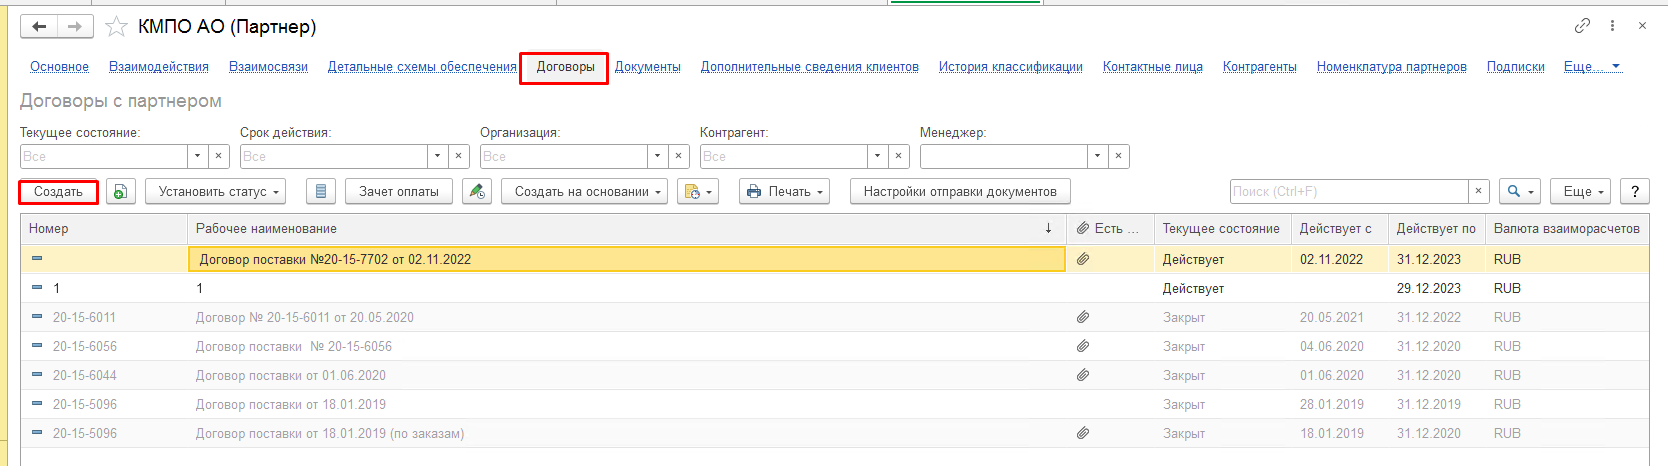 КМПО АО (Партнер)
Основное Взаимодействия Взаимосвязи Детальные схемы обеспечения Договоры Документы Дополнительные сведения клиентов История классификации Контактные лица Контрагенты Номенклатура партнеров Подписки Еще...
Договоры с партнером
Текущее состояние: Срок действия: Организация: Контрагент: Менеджер:
Все Все Все Все
Создать Установить статус Зачет оплаты Создать на основании Печать Настройки отправки документов Поиск (Ctrl+F) Еще ?
Номер Рабочее наименование Есть ... Текущее состояние Действует с Действует по Валюта взаиморасчетов
Договор поставки №20-15-7702 от 02.11.2022 Действует 02.11.2022 31.12.2023 RUB
1 1 Действует 29.12.2023 RUB
20-15-6011 Договор № 20-15-6011 от 20.05.2020 Закрыт 20.05.2021 31.12.2022 RUB
20-15-6056 Договор поставки № 20-15-6056 Закрыт 04.06.2020 31.12.2020 RUB
20-15-6044 Договор поставки от 01.06.2020 Закрыт 01.06.2020 31.12.2020 RUB
20-15-5096 Договор поставки от 18.01.2019 Закрыт 28.01.2019 31.12.2019 RUB
20-15-5096 Договор поставки от 18.01.2019 (по заказам) Закрыт 18.01.2019 31.12.2020 RUB